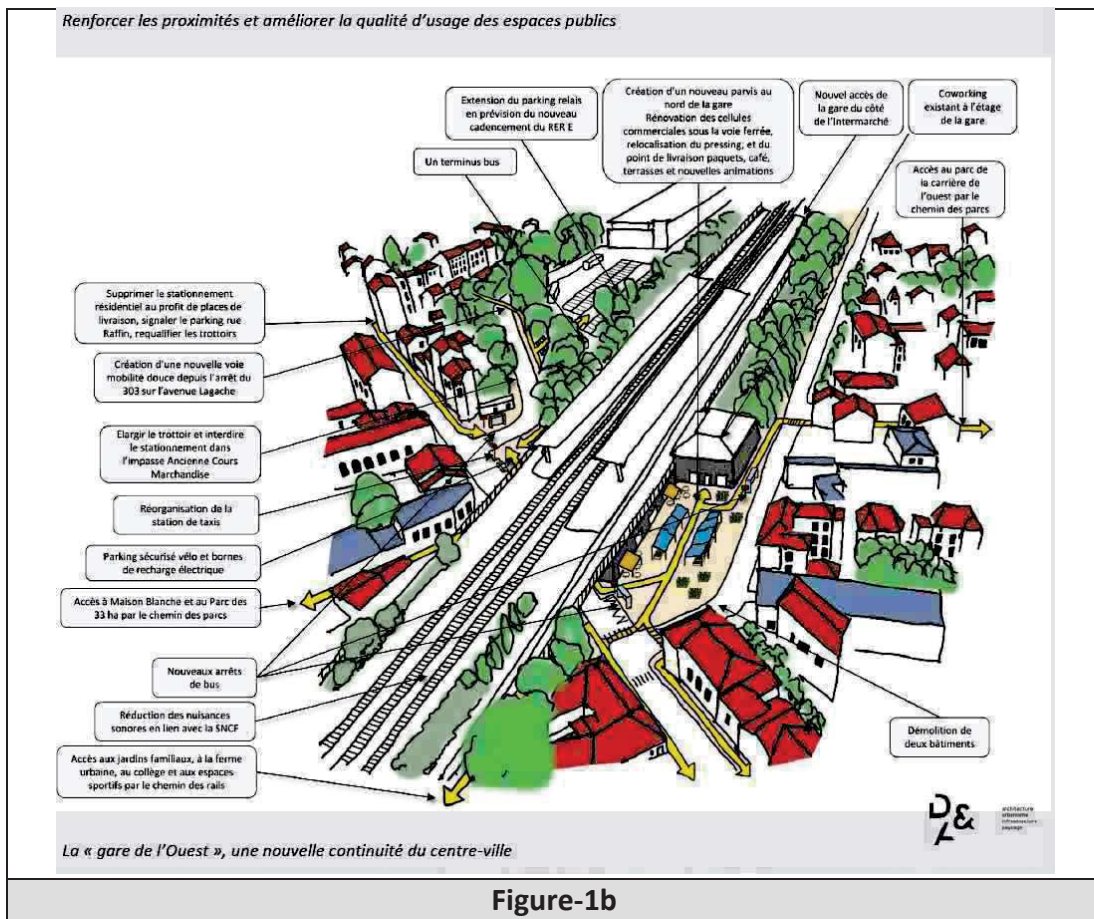 Renforcer les proximités et améliorer la qualité d'usage des espaces publics
Extension du parking relais
en prévision du nouveau
cadencement du RER E
Création d'un nouveau parvis au
nord de la gare
Rénovation des cellules
commerciales sous la voie ferrée,
relocalisation du pressing, et du
point de livraison paquets, café,
terrasses et nouvelles animations
Nouvel accès de
la gare du côté
de l'Intermarché
Coworking
existant à l'étage
de la gare
Un terminus bus
Accès au parc de
la carrière de
l'ouest par le
chemin des parcs
Supprimer le stationnement
résidentiel au profit de places de
livraison, signaler le parking rue
Raffin, requalifier les trottoirs
Création d'une nouvelle voie
mobilité douce depuis l'arrêt du
303 sur l'avenue Lagache
Elargir le trottoir et interdire
le stationnement dans
l'impasse Ancienne Cours
Marchandise
Réorganisation de la
station de taxis
Parking sécurisé vélo et bornes
de recharge électrique
Accès à Maison Blanche et au Parc des
33 ha par le chemin des parcs
Nouveaux arrêts
de bus
Réduction des nuisances
sonores en lien avec la SNCF
Démolition de
deux bâtiments
Accès aux jardins familiaux, à la ferme
urbaine, au collège et aux espaces
sportifs par le chemin des rails
D&A
architecture
urbanisme
infrastructure
paysage
La « gare de l'Ouest », une nouvelle continuité du centre-ville
Figure-1b